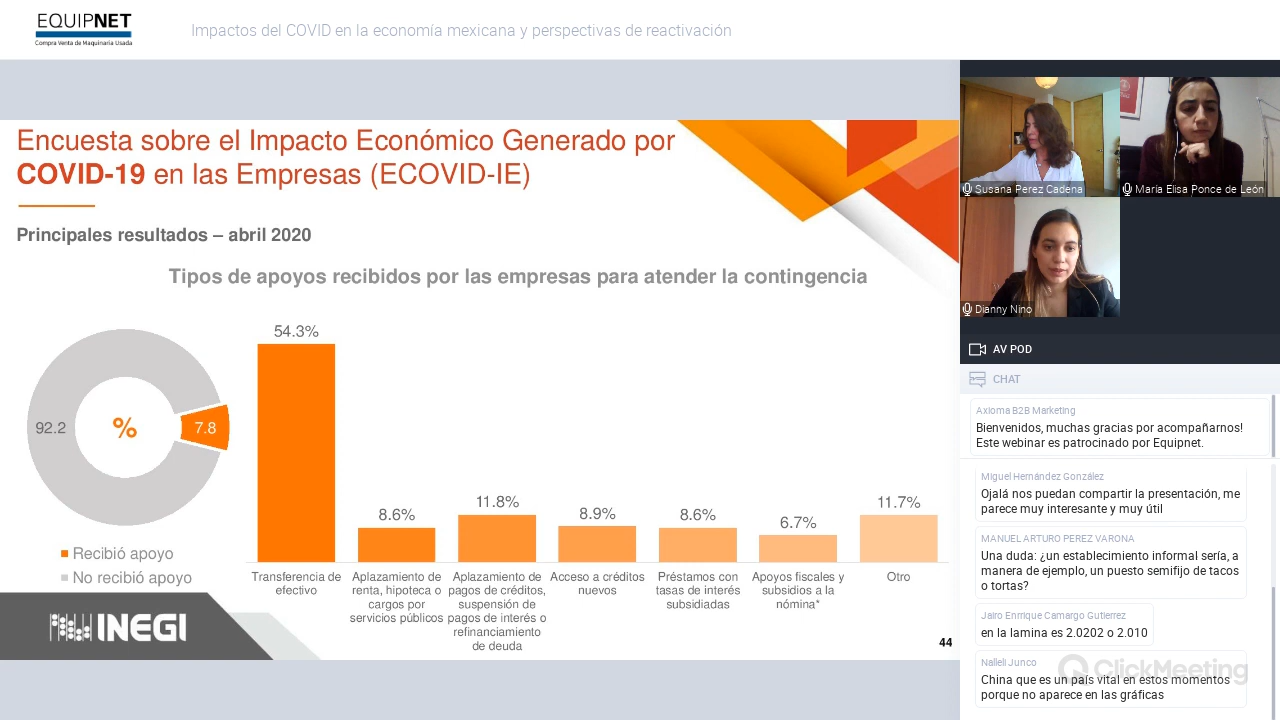 EQUIPNET
Compra Venta de Maquinaria Usada
Impactos del COVID en la economía mexicana y perspectivas de reactivación
Encuesta sobre el Impacto Económico Generado por
COVID-19 en las Empresas (ECOVID-IE)
Principales resultados – abril 2020
Tipos de apoyos recibidos por las empresas para atender la contingencia
92.2
%
7.8
Recibió apoyo
No recibió apoyo
54.3%
8.6%
11.8%
8.9%
8.6%
6.7%
11.7%
Transferencia de
efectivo
Aplazamiento de
renta, hipoteca o
cargos por
servicios públicos
Aplazamiento de
pagos de créditos,
suspensión de
pagos de interés o
refinanciamiento
de deuda
Acceso a créditos
nuevos
Préstamos con
tasas de interés
subsidiadas
Apoyos fiscales y
subsidios a la
nómina*
Otro
INEGI
44
Susana Perez Cadena
María Elisa Ponce de León
Dianny Nino
AV POD
CHAT
Axioma B2B Marketing
Bienvenidos, muchas gracias por acompañarnos!
Este webinar es patrocinado por Equipnet.
Miguel Hernández González
Ojalá nos puedan compartir la presentación, me
parece muy interesante y muy útil
MANUEL ARTURO PEREZ VARONA
Una duda: ¿un establecimiento informal sería, a
manera de ejemplo, un puesto semifijo de tacos
o tortas?
Jairo Enrrique Camargo Gutierrez
en la lamina es 2.0202 o 2.010
Nalleli Junco
China que es un país vital en estos momentos
porque no aparece en las gráficas
ClickMeeting